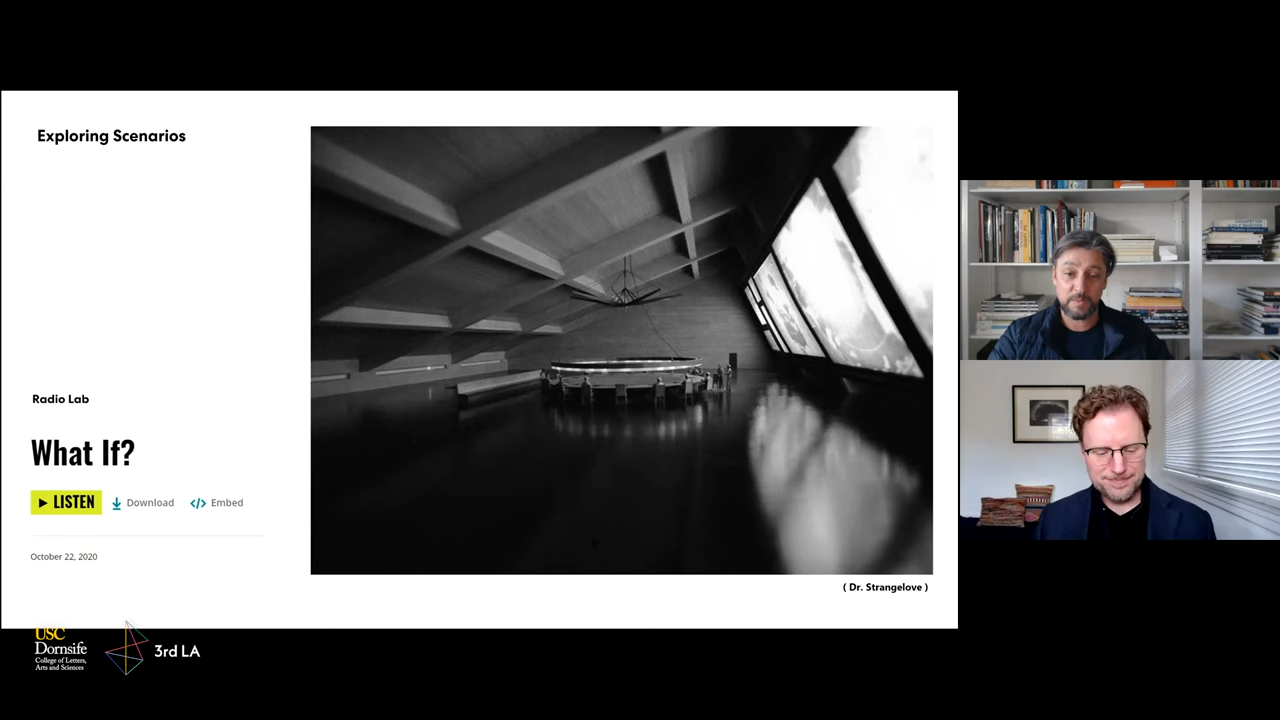 Exploring Scenarios
Radio Lab
What If?
LISTEN
Download
Embed
October 22, 2020
( Dr. Strangelove )
USC
Dornsife
College of Letters,
Arts and Sciences
3rd LA